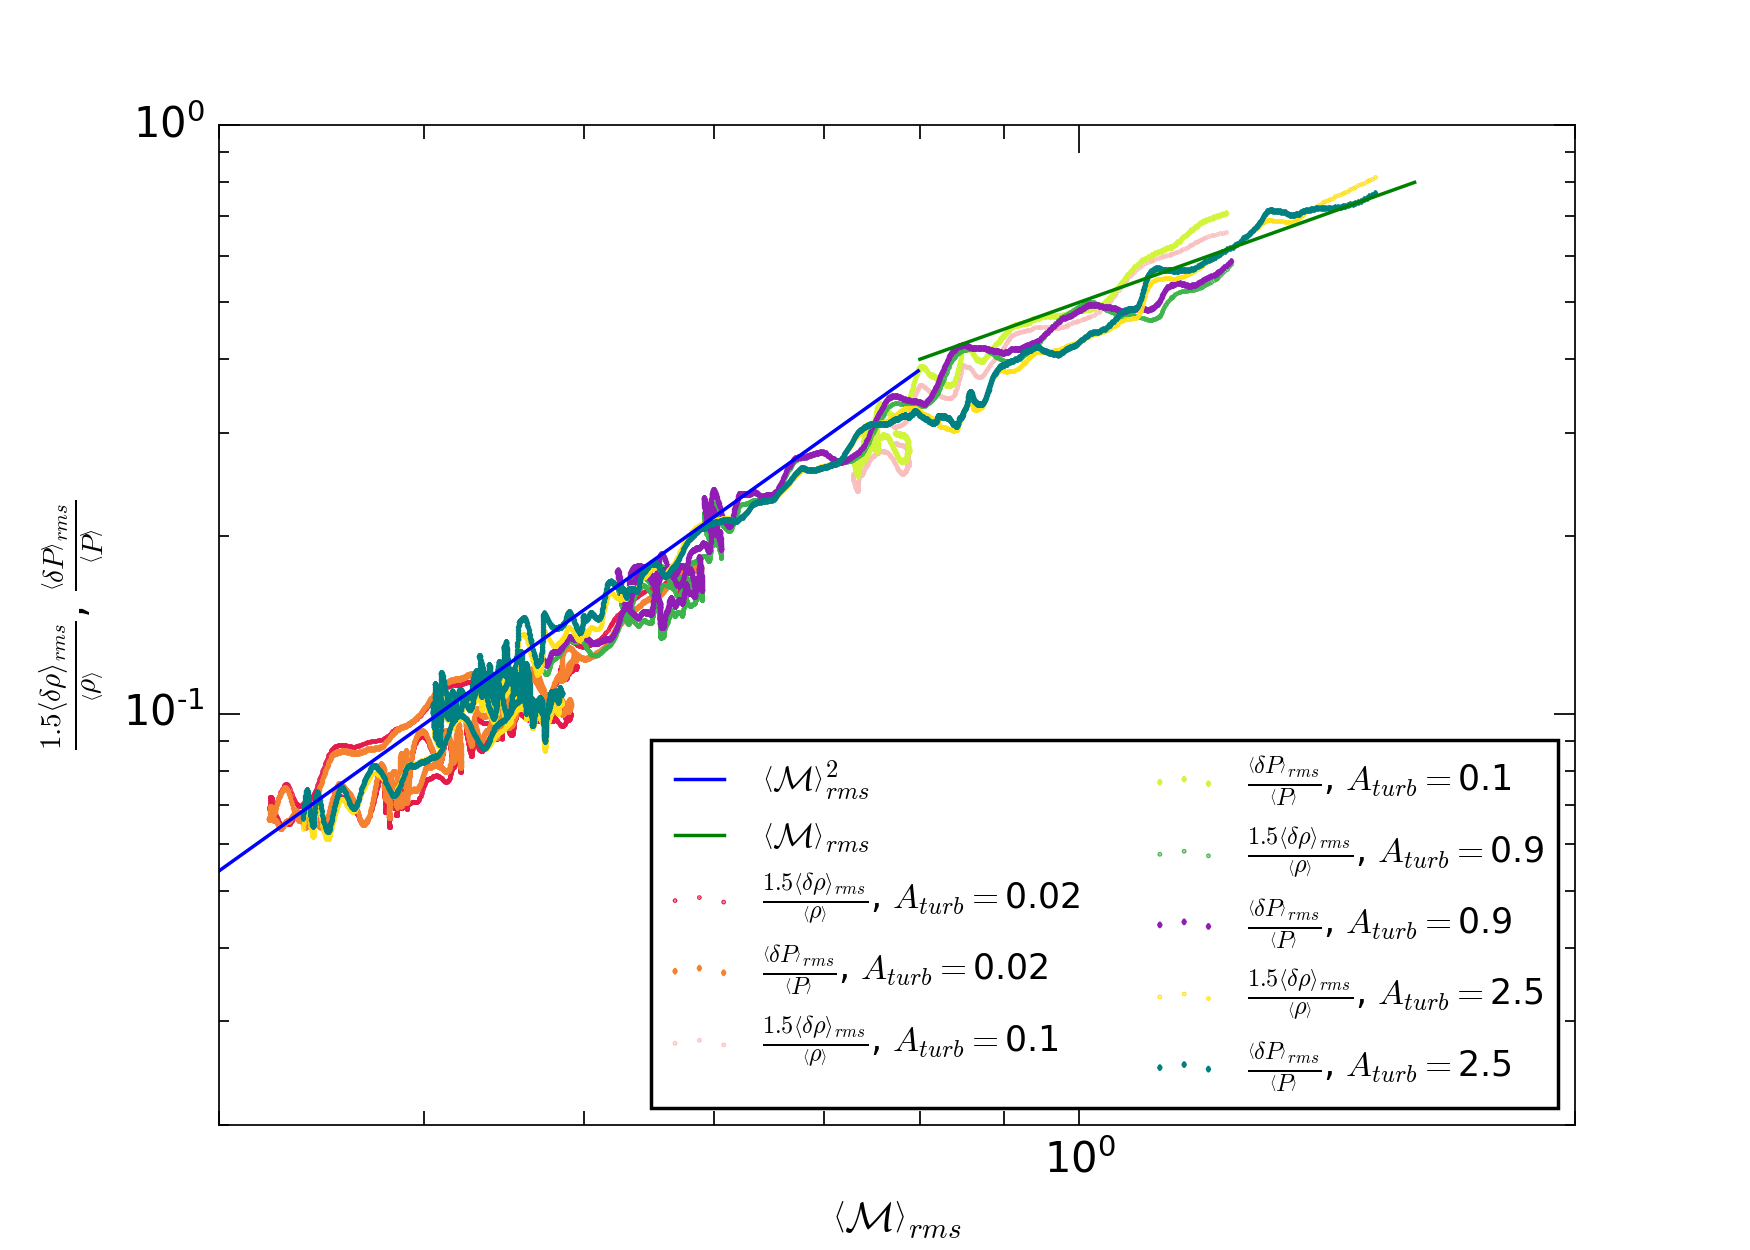 10^0
10^-1
1.5⟨δρ⟩_rms / ⟨ρ⟩ , ⟨δP⟩_rms / ⟨P⟩
⟨ℳ⟩^2_rms
⟨ℳ⟩_rms
1.5⟨δρ⟩_rms / ⟨ρ⟩, A_turb = 0.02
⟨δP⟩_rms / ⟨P⟩, A_turb = 0.02
1.5⟨δρ⟩_rms / ⟨ρ⟩, A_turb = 0.1
⟨δP⟩_rms / ⟨P⟩, A_turb = 0.1
1.5⟨δρ⟩_rms / ⟨ρ⟩, A_turb = 0.9
⟨δP⟩_rms / ⟨P⟩, A_turb = 0.9
1.5⟨δρ⟩_rms / ⟨ρ⟩, A_turb = 2.5
⟨δP⟩_rms / ⟨P⟩, A_turb = 2.5
10^0
⟨ℳ⟩_rms